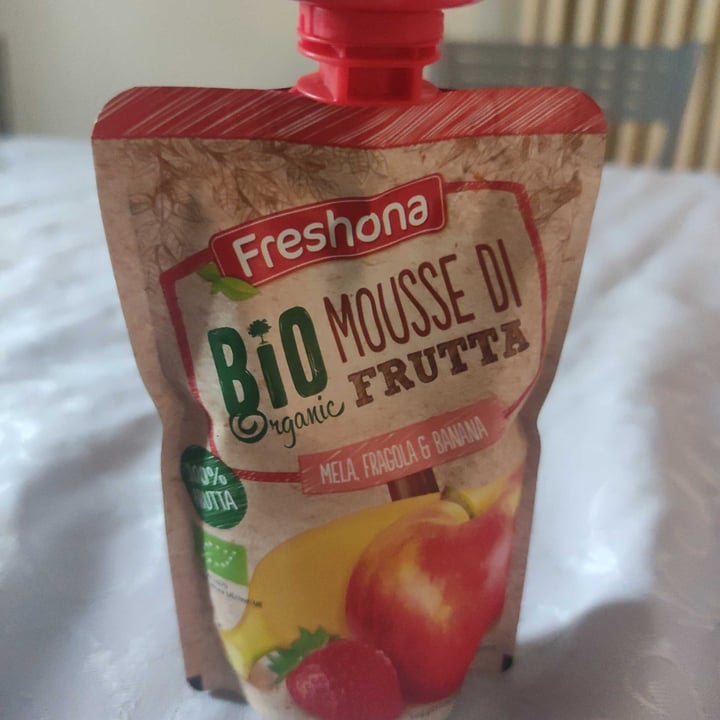 Freshona
BiO
Organic
MOUSSE DI
FRUTTA
MELA, FRAGOLA & BANANA
100%
FRUTTA